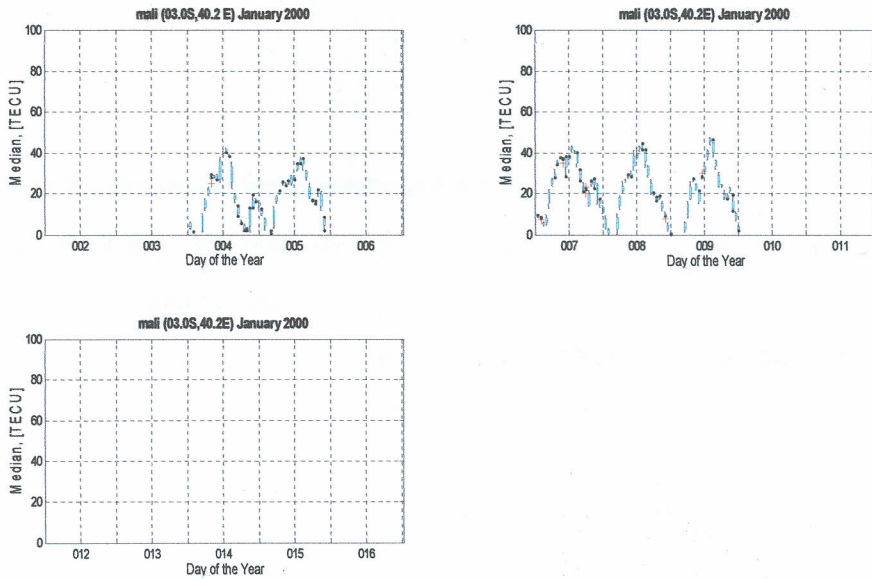 mali (03.0S,40.2 E) January 2000
100
80
60
40
20
0
Median, [TECU]
002 003 004 005 006
Day of the Year
mali (03.0S,40.2E) January 2000
100
80
60
40
20
0
Median, [TECU]
007 008 009 010 011
Day of the Year
mali (03.0S,40.2E) January 2000
100
80
60
40
20
0
Median, [TECU]
012 013 014 015 016
Day of the Year